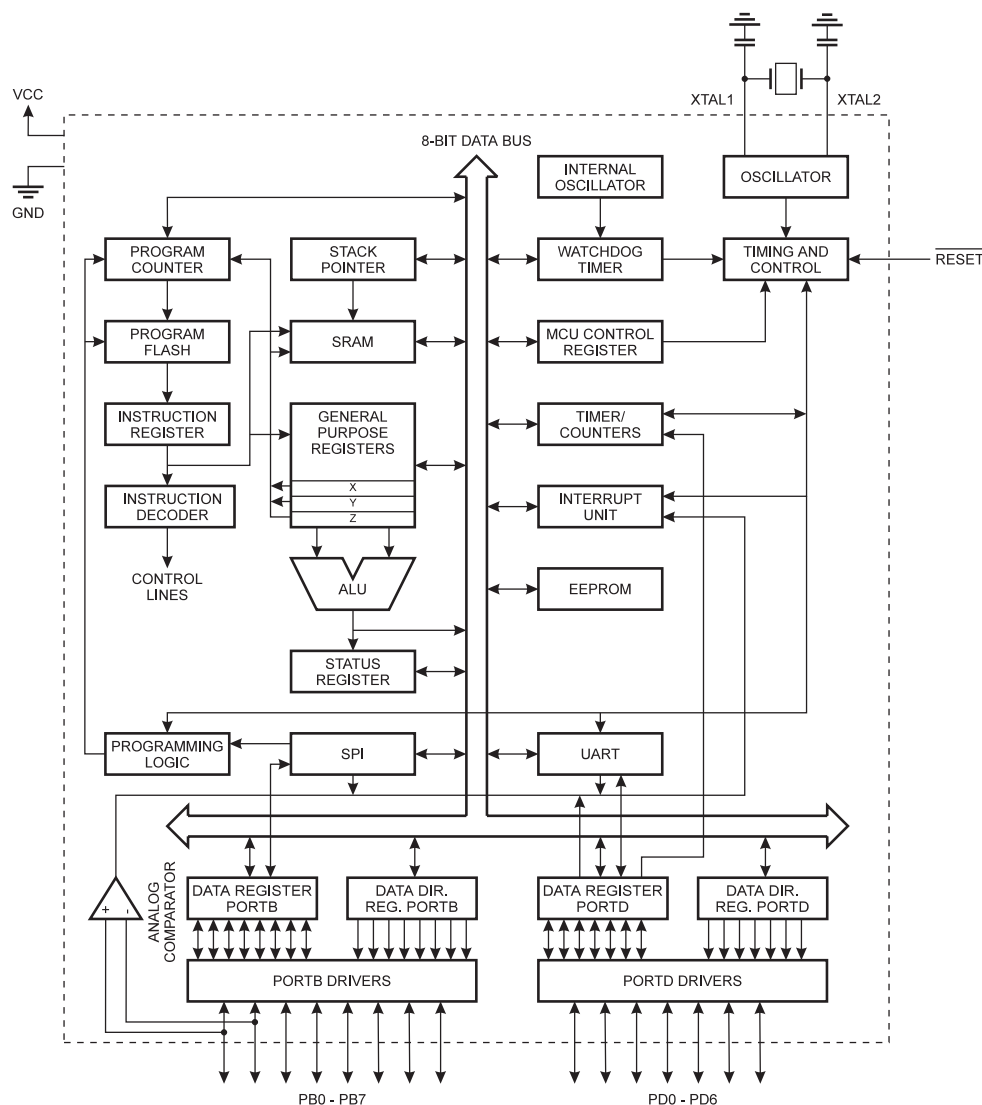 XTAL1
XTAL2
VCC
GND
8-BIT DATA BUS
INTERNAL
OSCILLATOR
OSCILLATOR
PROGRAM
COUNTER
STACK
POINTER
WATCHDOG
TIMER
TIMING AND
CONTROL
RESET
PROGRAM
FLASH
SRAM
MCU CONTROL
REGISTER
INSTRUCTION
REGISTER
GENERAL
PURPOSE
REGISTERS
X
Y
Z
TIMER/
COUNTERS
INSTRUCTION
DECODER
INTERRUPT
UNIT
CONTROL
LINES
ALU
EEPROM
STATUS
REGISTER
PROGRAMMING
LOGIC
SPI
UART
ANALOG
COMPARATOR
+
-
DATA REGISTER
PORTB
DATA DIR.
REG. PORTB
DATA REGISTER
PORTD
DATA DIR.
REG. PORTD
PORTB DRIVERS
PORTD DRIVERS
PB0 - PB7
PD0 - PD6